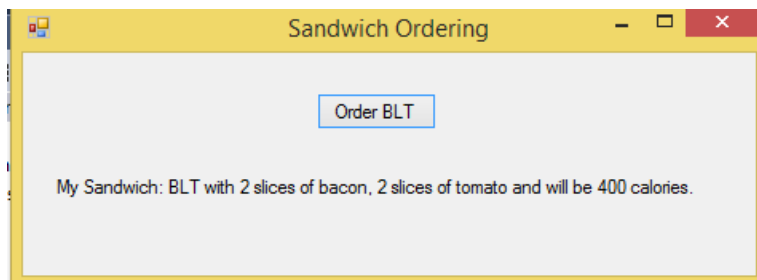 Sandwich Ordering
Order BLT
My Sandwich: BLT with 2 slices of bacon, 2 slices of tomato and will be 400 calories.